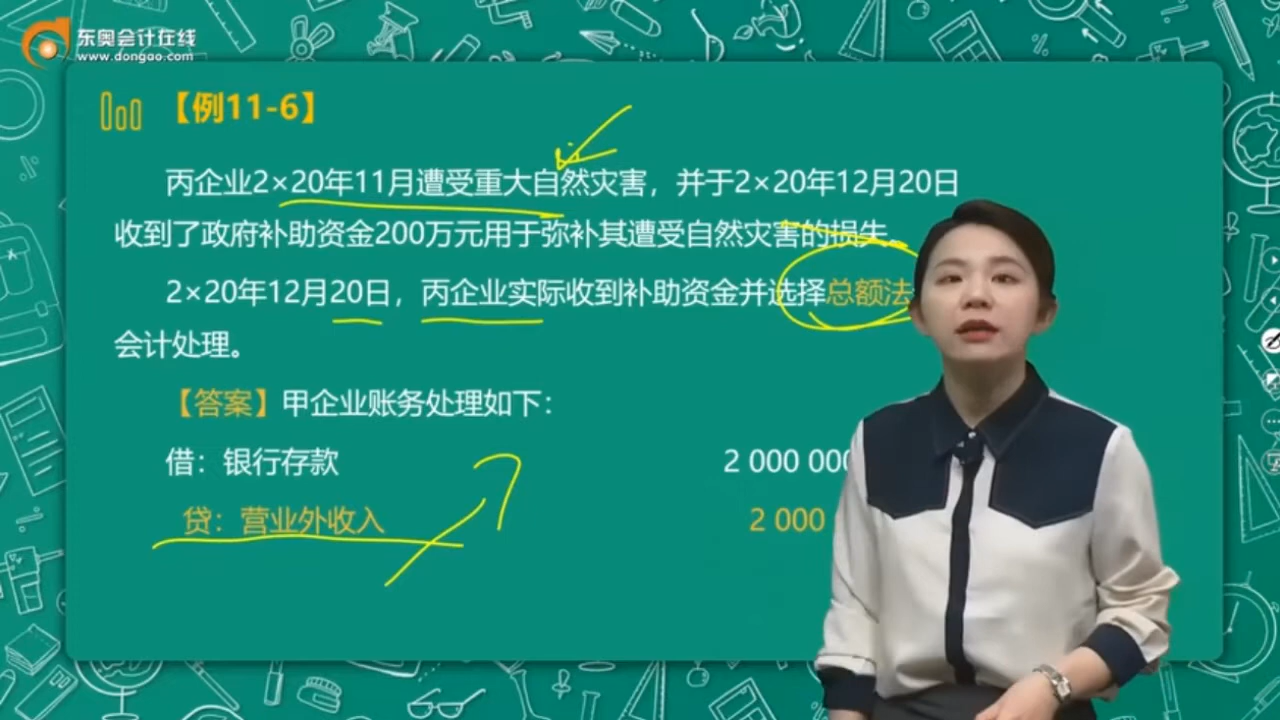 东奥会计在线
www.dongao.com
【例11-6】
丙企业2×20年11月遭受重大自然灾害，并于2×20年12月20日
收到了政府补助资金200万元用于弥补其遭受自然灾害的损失。
2×20年12月20日，丙企业实际收到补助资金并选择总额法
会计处理。
【答案】甲企业账务处理如下：
借：银行存款 2 000 000
贷：营业外收入 2 000